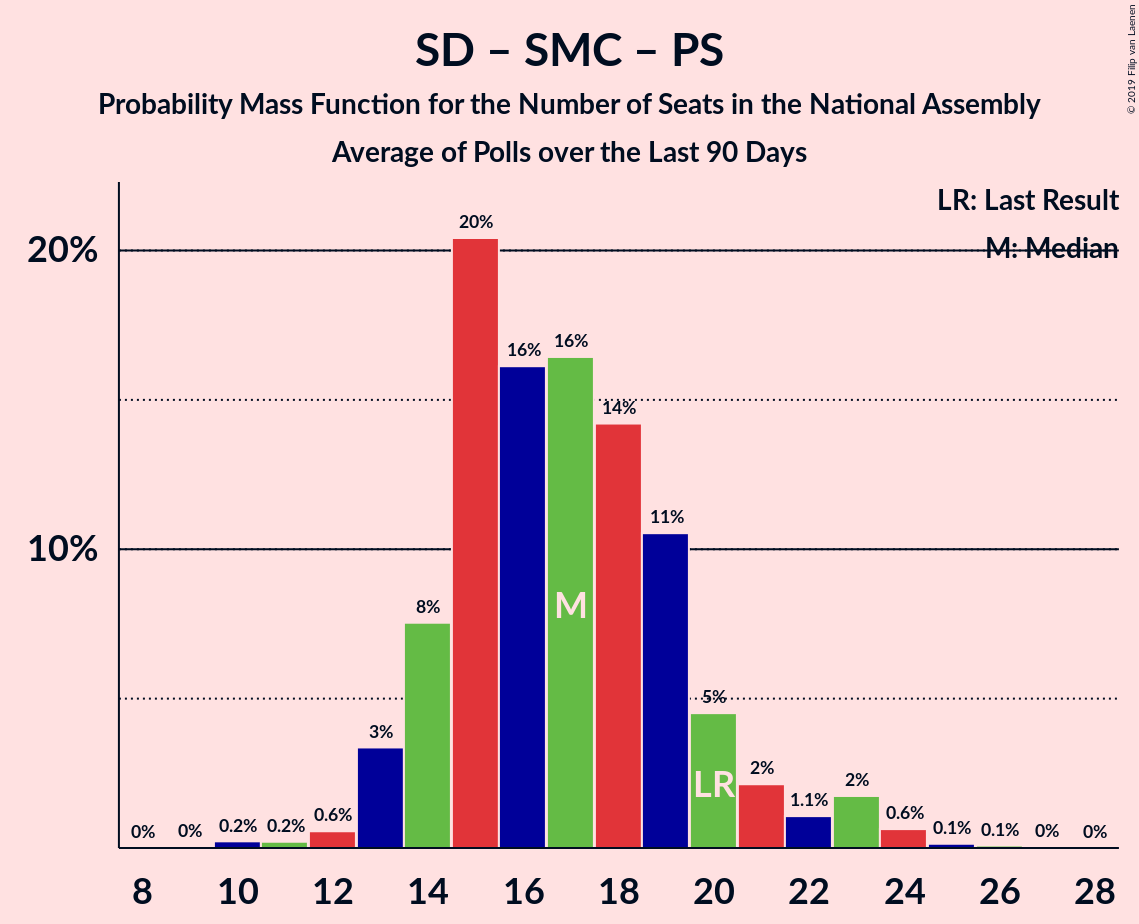 SD – SMC – PS
Probability Mass Function for the Number of Seats in the National Assembly
Average of Polls over the Last 90 Days
© 2019 Filip van Laenen
LR: Last Result
M: Median
20%
10%
0%
0%
0.2%
0.2%
0.6%
3%
8%
20%
16%
16%
14%
11%
5%
2%
1.1%
2%
0.6%
0.1%
0.1%
0%
0%
M
LR
8 10 12 14 16 18 20 22 24 26 28